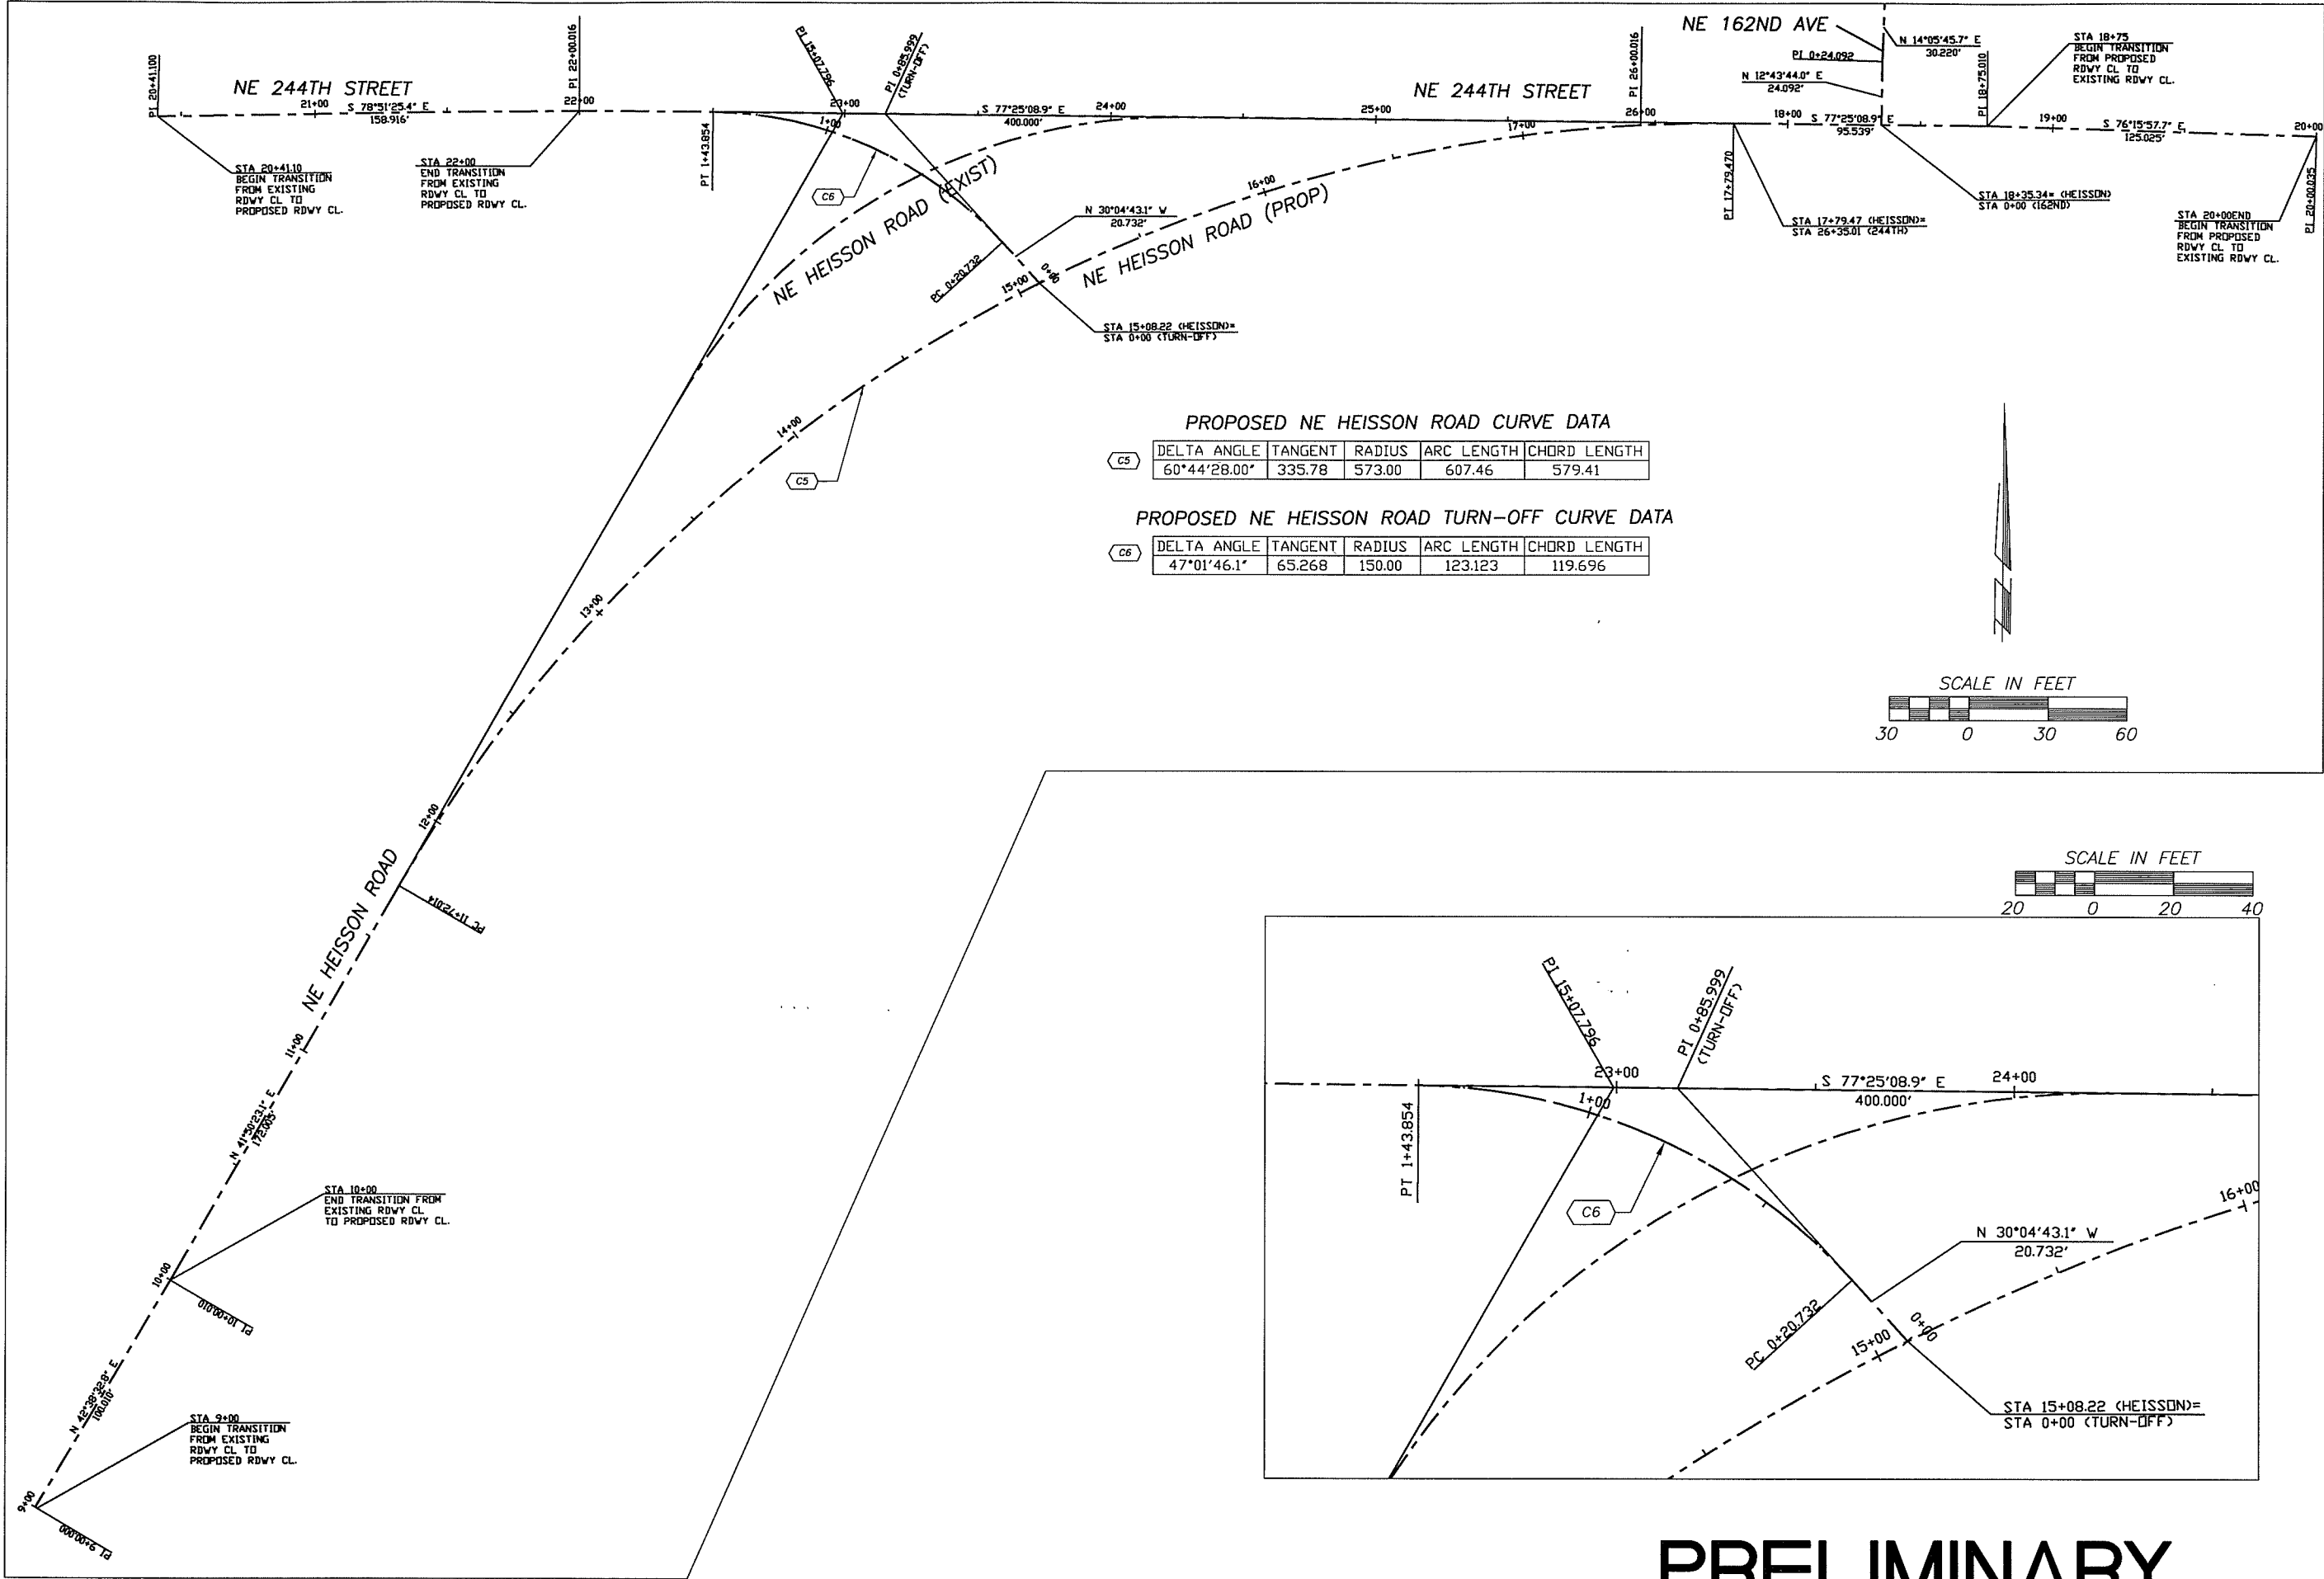 NE 244TH STREET
PI 20+41.100
21+00
S 78°51'25.4" E
158.916'
PI 22+00.016
22+00
STA 20+41.10
BEGIN TRANSITION
FROM EXISTING
RDWY CL TO
PROPOSED RDWY CL.
STA 22+00
END TRANSITION
FROM EXISTING
RDWY CL TO
PROPOSED RDWY CL.
PT 1+43.854
PI 15+07.796
PI 0+85.999
(TURN-OFF)
23+00
1+00
C6
S 77°25'08.9" E
400.000'
24+00
NE HEISSON ROAD (EXIST)
N 30°04'43.1" W
20.732'
PC 0+20.732
15+00
0+00
NE HEISSON ROAD (PROP)
STA 15+08.22 (HEISSON)=
STA 0+00 (TURN-OFF)
16+00
25+00
NE 244TH STREET
17+00
26+00
PI 26+00.016
NE 162ND AVE
PI 0+24.092
N 12°43'44.0" E
24.092'
N 14°05'45.7" E
30.220'
PI 18+75.010
STA 18+75
BEGIN TRANSITION
FROM PROPOSED
RDWY CL TO
EXISTING RDWY CL.
PT 17+79.470
18+00
S 77°25'08.9" E
95.539'
19+00
S 76°15'57.7" E
125.025'
20+00
PI 20+00.035
STA 17+79.47 (HEISSON)=
STA 26+35.01 (244TH)
STA 18+35.34= (HEISSON)
STA 0+00 (162ND)
STA 20+00END
BEGIN TRANSITION
FROM PROPOSED
RDWY CL TO
EXISTING RDWY CL.
14+00
C5
13+00
12+00
PC 11+72.014
NE HEISSON ROAD
11+00
N 41°50'23.1" E
172.005'
STA 10+00
END TRANSITION FROM
EXISTING RDWY CL
TO PROPOSED RDWY CL.
10+00
PI 10+00.010
N 42°38'32.8" E
100.010'
STA 9+00
BEGIN TRANSITION
FROM EXISTING
RDWY CL TO
PROPOSED RDWY CL.
9+00
PI 9+00.000
PROPOSED NE HEISSON ROAD CURVE DATA
C5
DELTA ANGLE TANGENT RADIUS ARC LENGTH CHORD LENGTH
60°44'28.00" 335.78 573.00 607.46 579.41
PROPOSED NE HEISSON ROAD TURN-OFF CURVE DATA
C6
DELTA ANGLE TANGENT RADIUS ARC LENGTH CHORD LENGTH
47°01'46.1" 65.268 150.00 123.123 119.696
SCALE IN FEET
30 0 30 60
SCALE IN FEET
20 0 20 40
PI 15+07.796
PI 0+85.999
(TURN-OFF)
23+00
S 77°25'08.9" E
400.000'
24+00
1+00
PT 1+43.854
C6
16+00
N 30°04'43.1" W
20.732'
PC 0+20.732
15+00
0+00
STA 15+08.22 (HEISSON)=
STA 0+00 (TURN-OFF)
PRELIMINARY